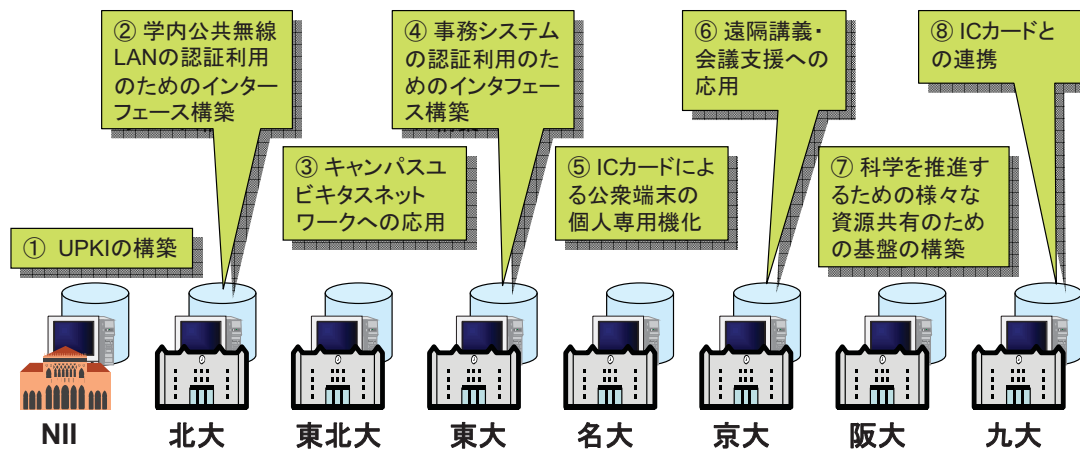 ② 学内公共無線
LANの認証利用
のためのインター
フェース構築
④ 事務システム
の認証利用のた
めのインタフェー
ス構築
⑥ 遠隔講義・
会議支援への
応用
⑧ ICカードと
の連携
③ キャンパスユ
ビキタスネット
ワークへの応用
⑤ ICカードによ
る公衆端末の
個人専用機化
⑦ 科学を推進す
るための様々な
資源共有のため
の基盤の構築
① UPKIの構築
NII
北大
東北大
東大
名大
京大
阪大
九大